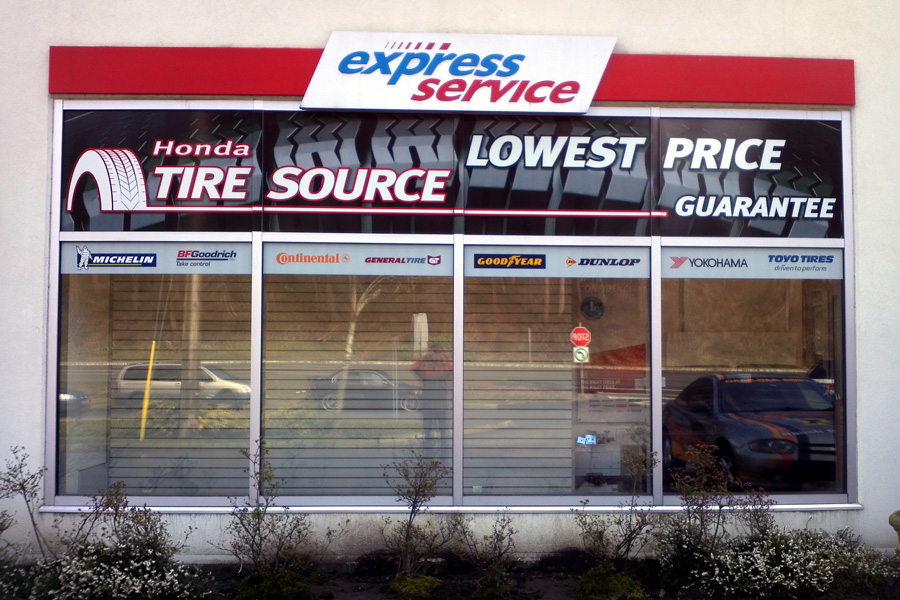 express
service
Honda
TIRE SOURCE
LOWEST PRICE
GUARANTEE
MICHELIN
BFGoodrich
Take control
Continental
GENERAL TIRE
GOODYEAR
DUNLOP
YOKOHAMA
TOYO TIRES
driven to perform
STOP